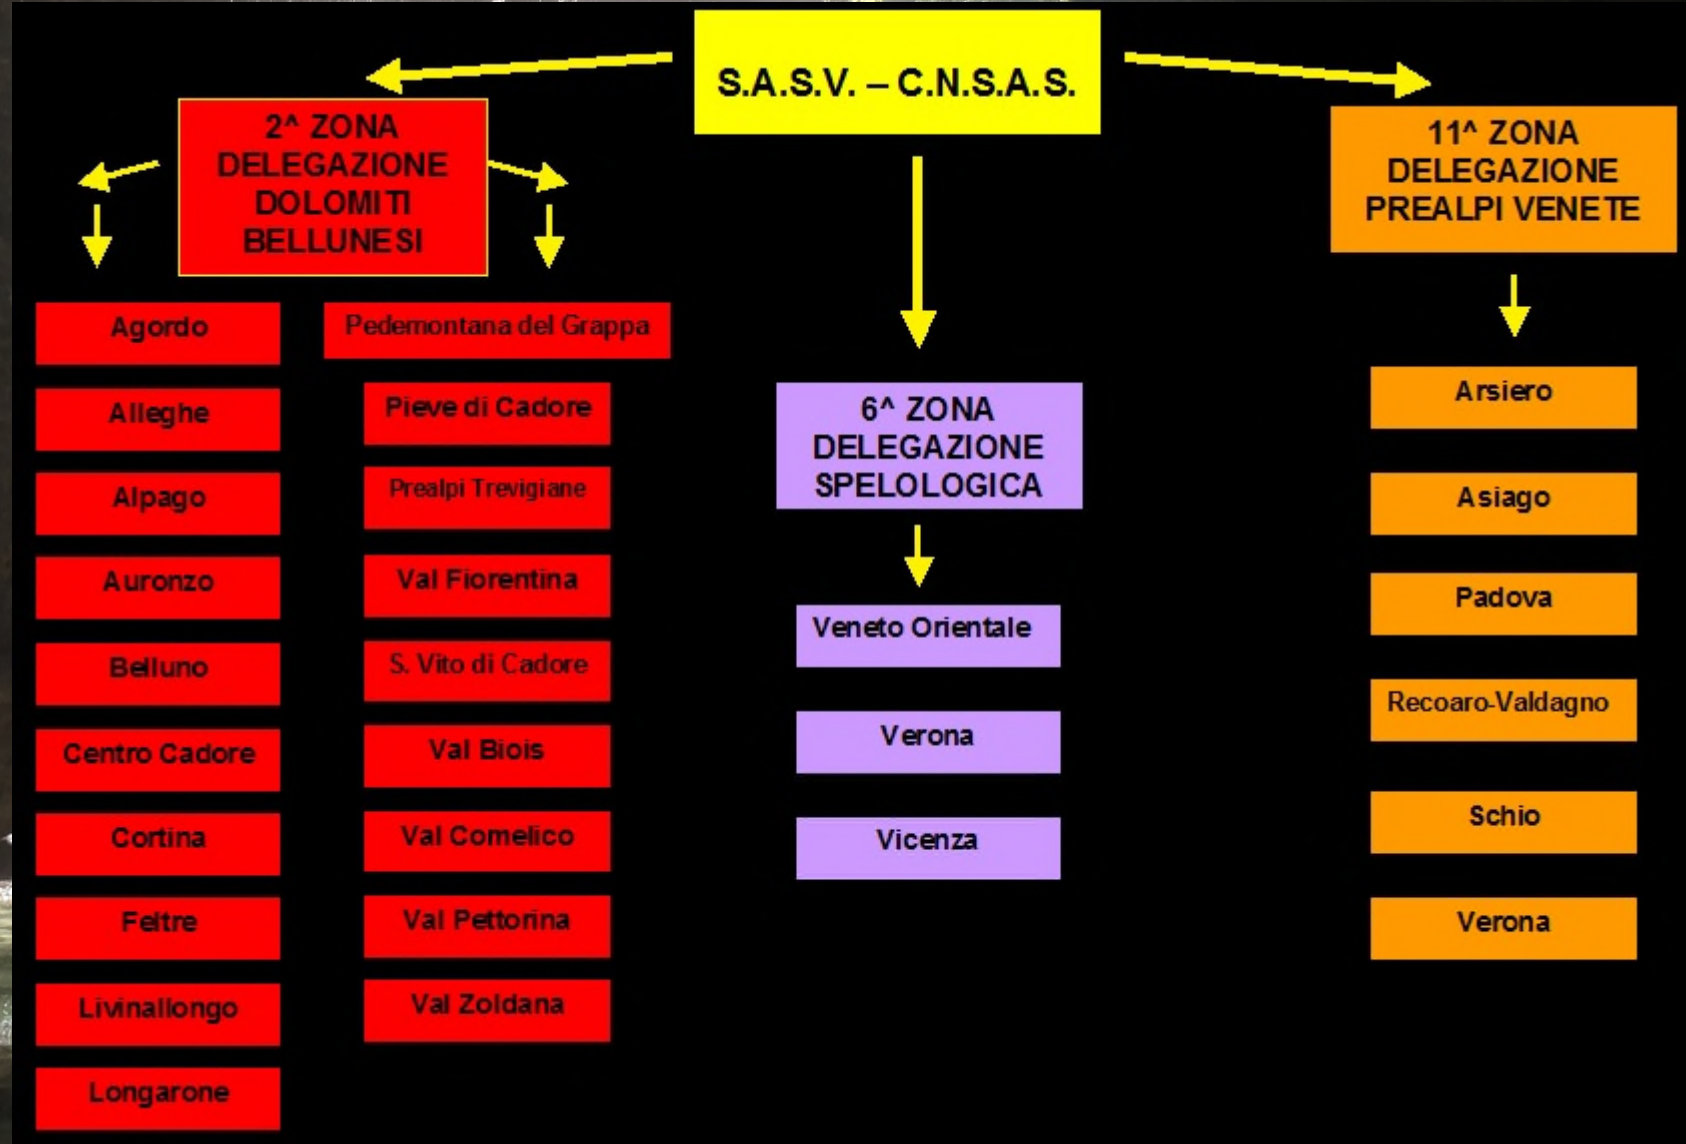 S.A.S.V. – C.N.S.A.S.
2^ ZONA
DELEGAZIONE
DOLOMITI
BELLUNESI
Agordo
Alleghe
Alpago
Auronzo
Belluno
Centro Cadore
Cortina
Feltre
Livinallongo
Longarone
Pedemontana del Grappa
Pieve di Cadore
Prealpi Trevigiane
Val Fiorentina
S. Vito di Cadore
Val Biois
Val Comelico
Val Pettorina
Val Zoldana
6^ ZONA
DELEGAZIONE
SPELOLOGICA
Veneto Orientale
Verona
Vicenza
11^ ZONA
DELEGAZIONE
PREALPI VENETE
Arsiero
Asiago
Padova
Recoaro-Valdagno
Schio
Verona